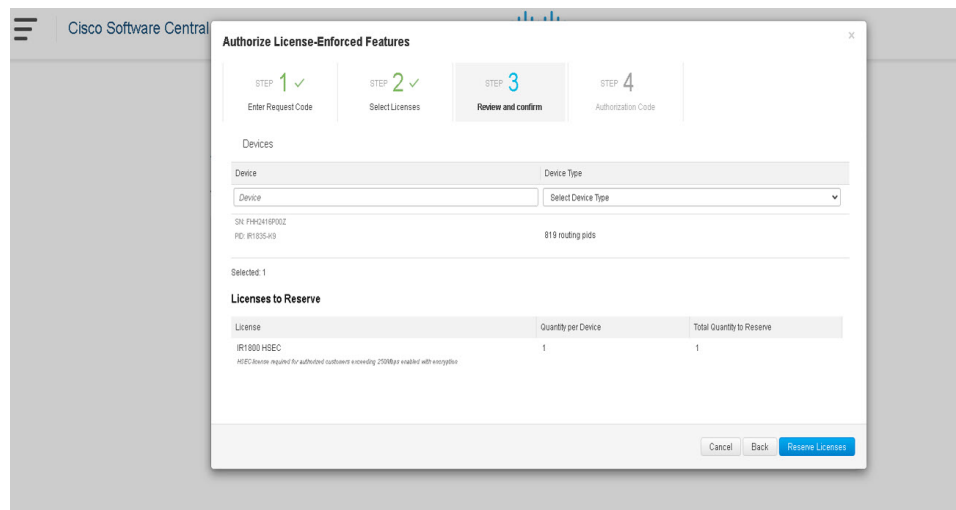 Cisco Software Central
Authorize License-Enforced Features
x
STEP 1 ✓
Enter Request Code
STEP 2 ✓
Select Licenses
STEP 3
Review and confirm
STEP 4
Authorization Code
Devices
Device
Device Type
Device
Select Device Type
SN: FHH2416P00Z
PID: IR1835-K9
819 routing pids
Selected: 1
Licenses to Reserve
License
Quantity per Device
Total Quantity to Reserve
IR1800 HSEC
1
1
HSEC license required for authorized customers exceeding 250Mbps enabled with encryption
Cancel
Back
Reserve Licenses